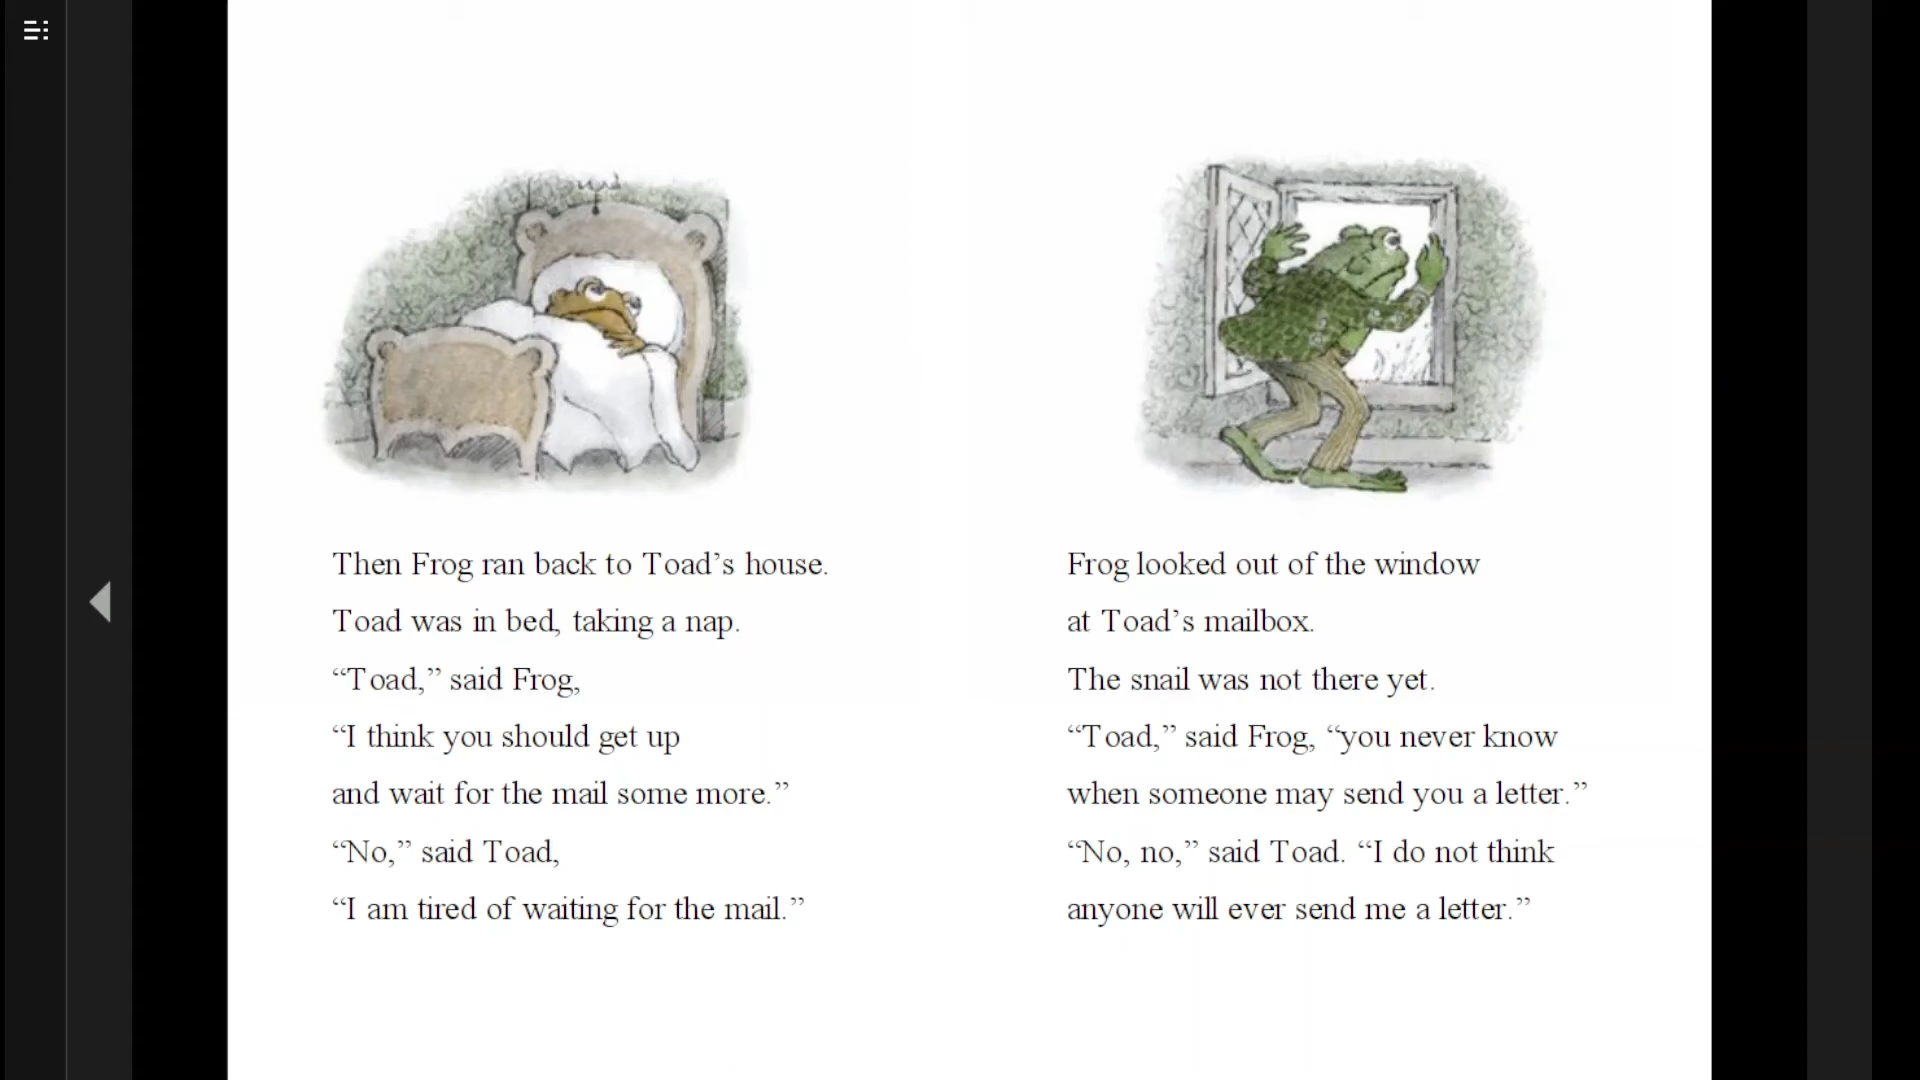 Then Frog ran back to Toad’s house.
Toad was in bed, taking a nap.
“Toad,” said Frog,
“I think you should get up
and wait for the mail some more.”
“No,” said Toad,
“I am tired of waiting for the mail.”
Frog looked out of the window
at Toad’s mailbox.
The snail was not there yet.
“Toad,” said Frog, “you never know
when someone may send you a letter.”
“No, no,” said Toad. “I do not think
anyone will ever send me a letter.”